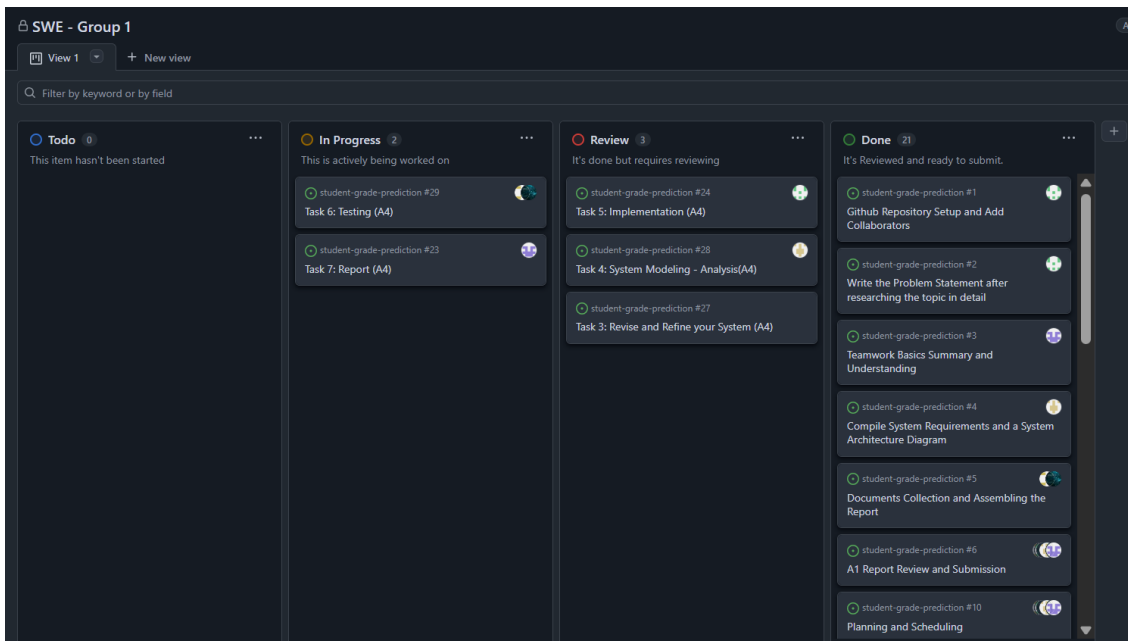 SWE - Group 1
A
View 1
+ New view
Filter by keyword or by field
Todo 0 ...
This item hasn't been started
In Progress 2 ...
This is actively being worked on
student-grade-prediction #29
Task 6: Testing (A4)
student-grade-prediction #23
Task 7: Report (A4)
Review 3 ...
It's done but requires reviewing
student-grade-prediction #24
Task 5: Implementation (A4)
student-grade-prediction #28
Task 4: System Modeling - Analysis(A4)
student-grade-prediction #27
Task 3: Revise and Refine your System (A4)
Done 21 ...
It's Reviewed and ready to submit.
student-grade-prediction #1
Github Repository Setup and Add
Collaborators
student-grade-prediction #2
Write the Problem Statement after
researching the topic in detail
student-grade-prediction #3
Teamwork Basics Summary and
Understanding
student-grade-prediction #4
Compile System Requirements and a System
Architecture Diagram
student-grade-prediction #5
Documents Collection and Assembling the
Report
student-grade-prediction #6
A1 Report Review and Submission
student-grade-prediction #10
Planning and Scheduling
+